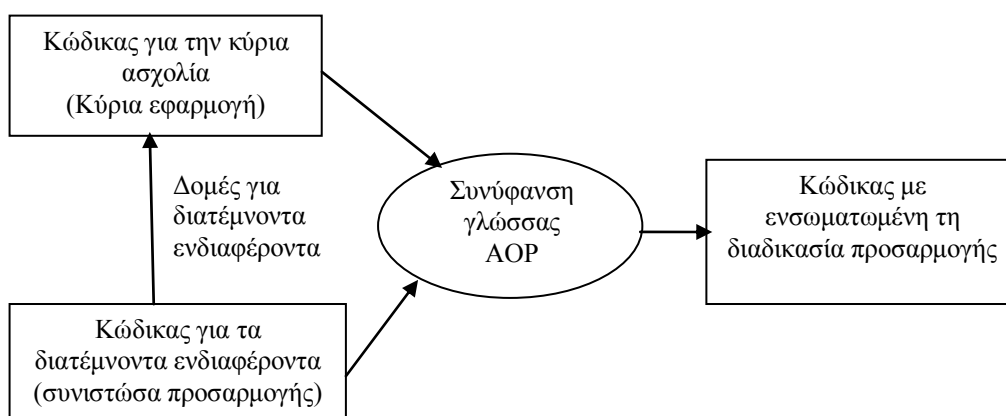 Κώδικας για την κύρια
ασχολία
(Κύρια εφαρμογή)
Δομές για
διατέμνοντα
ενδιαφέροντα
Κώδικας για τα
διατέμνοντα ενδιαφέροντα
(συνιστώσα προσαρμογής)
Συνύφανση
γλώσσας
ΑΟΡ
Κώδικας με
ενσωματωμένη τη
διαδικασία προσαρμογής